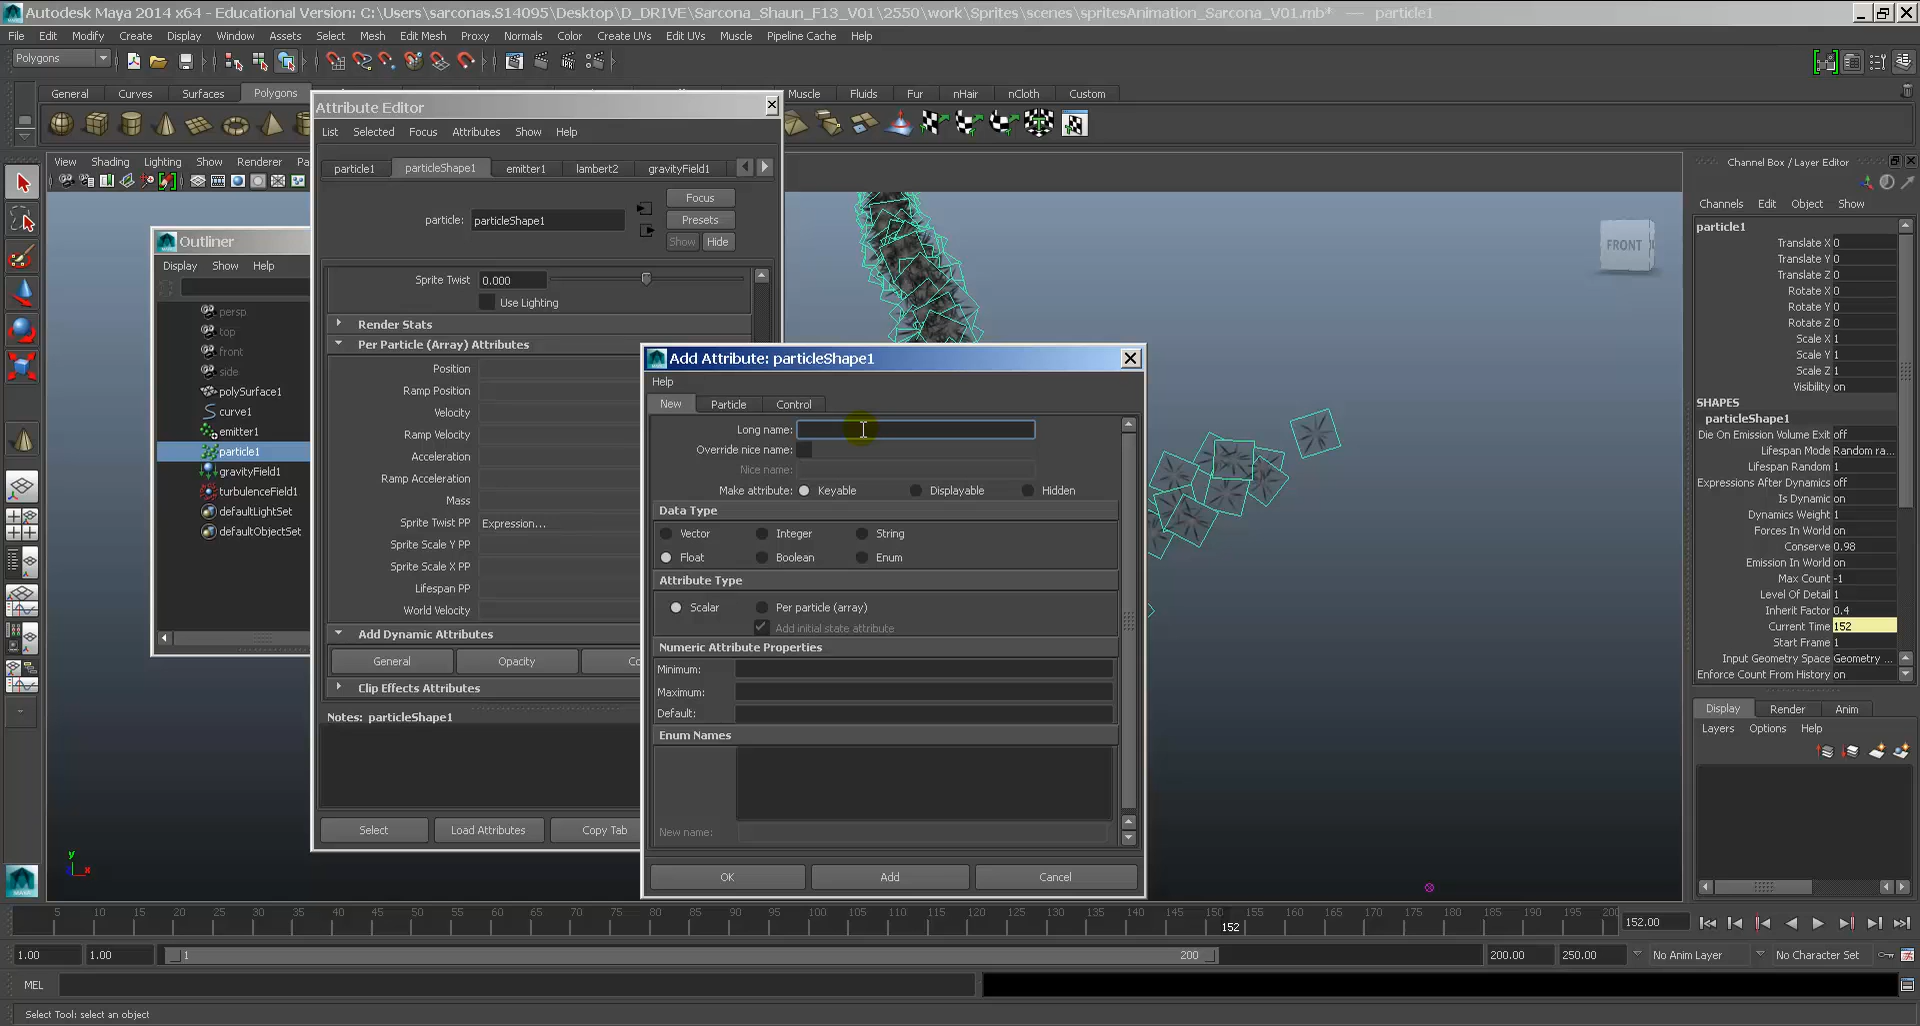 Autodesk Maya 2014 x64 - Educational Version: C:\Users\sarconas.S14095\Desktop\D_DRIVE\Sarcona_Shaun_F13_V01\2550\work\Sprites\scenes\spritesAnimation_Sarcona_V01.mb* --- particle1
File Edit Modify Create Display Window Assets Select Mesh Edit Mesh Proxy Normals Color Create UVs Edit UVs Muscle Pipeline Cache Help
Polygons
General Curves Surfaces Polygons Muscle Fluids Fur nHair nCloth Custom
Attribute Editor
List Selected Focus Attributes Show Help
particle1 particleShape1 emitter1 lambert2 gravityField1
Focus
particle: particleShape1 Presets
Show Hide
Sprite Twist 0.000
Use Lighting
Render Stats
Per Particle (Array) Attributes
Position
Ramp Position
Velocity
Ramp Velocity
Acceleration
Ramp Acceleration
Mass
Sprite Twist PP Expression...
Sprite Scale Y PP
Sprite Scale X PP
Lifespan PP
World Velocity
Add Dynamic Attributes
General Opacity Co
Clip Effects Attributes
Notes: particleShape1
Select Load Attributes Copy Tab
View Shading Lighting Show Renderer Pa
Outliner
Display Show Help
persp
top
front
side
polySurface1
curve1
emitter1
particle1
gravityField1
turbulenceField1
defaultLightSet
defaultObjectSet
Add Attribute: particleShape1
Help
New Particle Control
Long name:
Override nice name:
Nice name:
Make attribute: Keyable Displayable Hidden
Data Type
Vector Integer String
Float Boolean Enum
Attribute Type
Scalar Per particle (array)
Add initial state attribute
Numeric Attribute Properties
Minimum:
Maximum:
Default:
Enum Names
New name:
OK Add Cancel
FRONT
y
x
Channel Box / Layer Editor
Channels Edit Object Show
particle1
Translate X 0
Translate Y 0
Translate Z 0
Rotate X 0
Rotate Y 0
Rotate Z 0
Scale X 1
Scale Y 1
Scale Z 1
Visibility on
SHAPES
particleShape1
Die On Emission Volume Exit off
Lifespan Mode Random ra...
Lifespan Random 1
Expressions After Dynamics off
Is Dynamic on
Dynamics Weight 1
Forces In World on
Conserve 0.98
Emission In World on
Max Count -1
Level Of Detail 1
Inherit Factor 0.4
Current Time 152
Start Frame 1
Input Geometry Space Geometry ...
Enforce Count From History on
Display Render Anim
Layers Options Help
5 10 15 20 25 30 35 40 45 50 55 60 65 70 75 80 85 90 95 100 105 110 115 120 125 130 135 140 145 150 155 160 165 170 175 180 185 190 195 200
152
152.00
1.00 1.00 1 200 200.00 250.00 No Anim Layer No Character Set
MEL
Select Tool: select an object